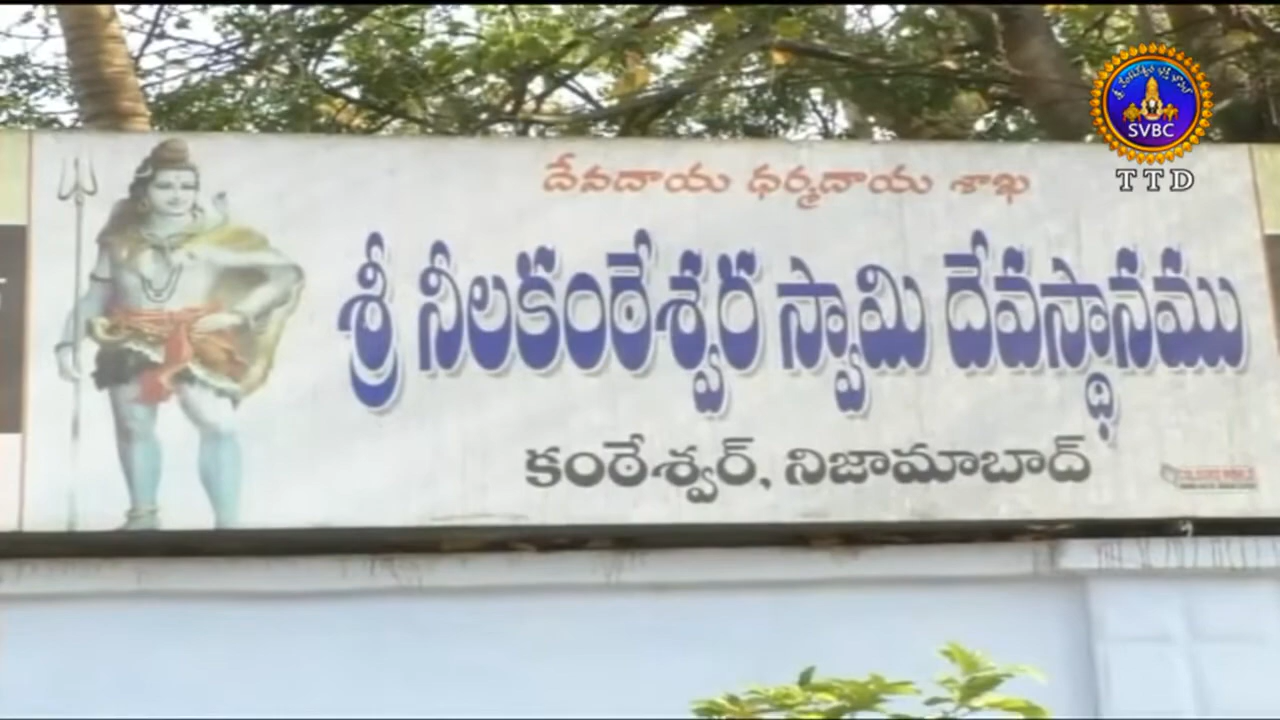 దేవదాయ ధర్మదాయ శాఖ
శ్రీ నీలకంఠేశ్వర స్వామి దేవస్థానము
కంఠేశ్వర్, నిజామాబాద్
SVBC
TTD